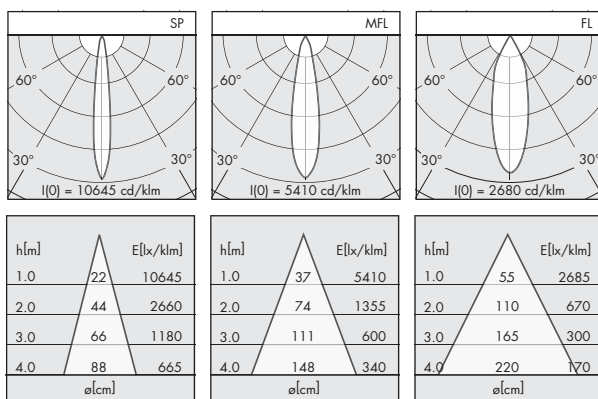 SP
60° 60°
30° 30°
I(0) = 10645 cd/klm
MFL
60° 60°
30° 30°
I(0) = 5410 cd/klm
FL
60° 60°
30° 30°
I(0) = 2680 cd/klm
h[m] E[lx/klm]
1.0 22 10645
2.0 44 2660
3.0 66 1180
4.0 88 665
ø[cm]
h[m] E[lx/klm]
1.0 37 5410
2.0 74 1355
3.0 111 600
4.0 148 340
ø[cm]
h[m] E[lx/klm]
1.0 55 2685
2.0 110 670
3.0 165 300
4.0 220 170
ø[cm]